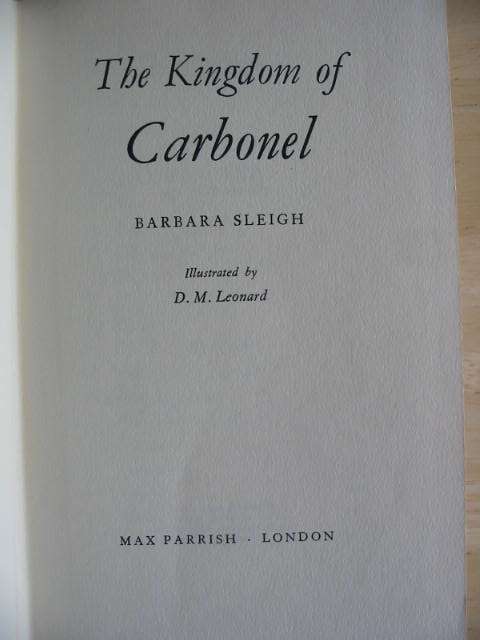 The Kingdom of
Carbonel
BARBARA SLEIGH
Illustrated by
D. M. Leonard
MAX PARRISH · LONDON